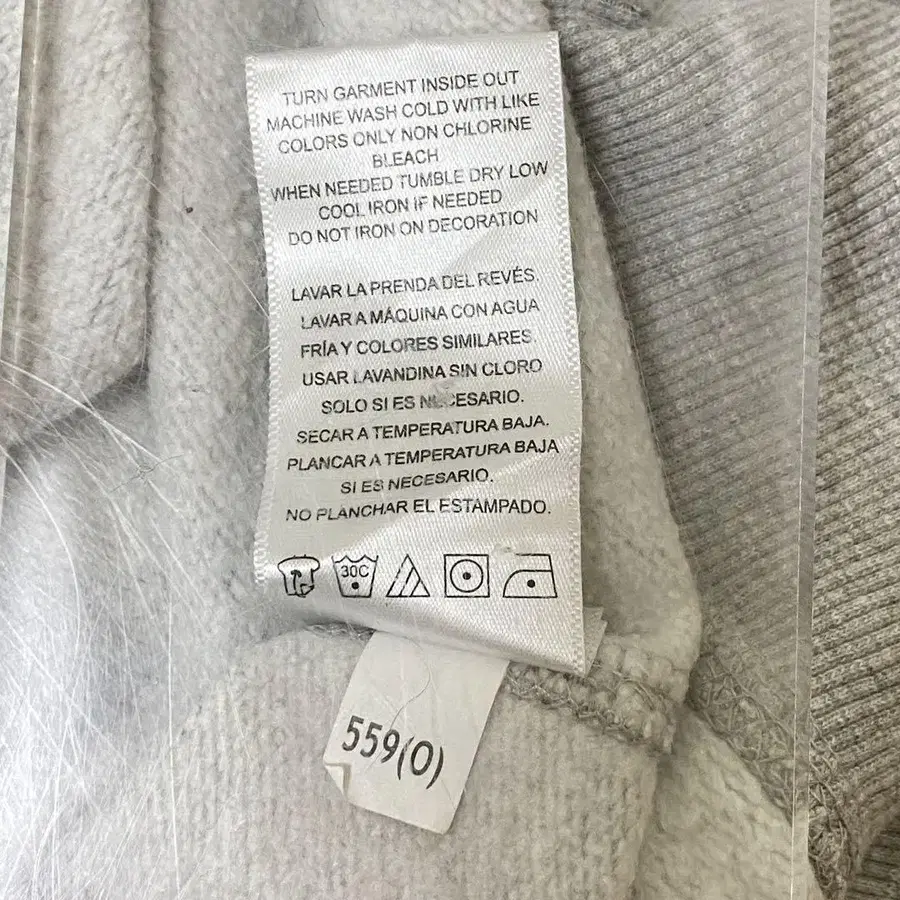 TURN GARMENT INSIDE OUT
MACHINE WASH COLD WITH LIKE
COLORS ONLY NON CHLORINE
BLEACH
WHEN NEEDED TUMBLE DRY LOW
COOL IRON IF NEEDED
DO NOT IRON ON DECORATION
LAVAR LA PRENDA DEL REVÉS.
LAVAR A MÁQUINA CON AGUA
FRÍA Y COLORES SIMILARES.
USAR LAVANDINA SIN CLORO
SOLO SI ES NECESARIO.
SECAR A TEMPERATURA BAJA.
PLANCAR A TEMPERATURA BAJA
SI ES NECESARIO.
NO PLANCHAR EL ESTAMPADO.
30C
559(O)